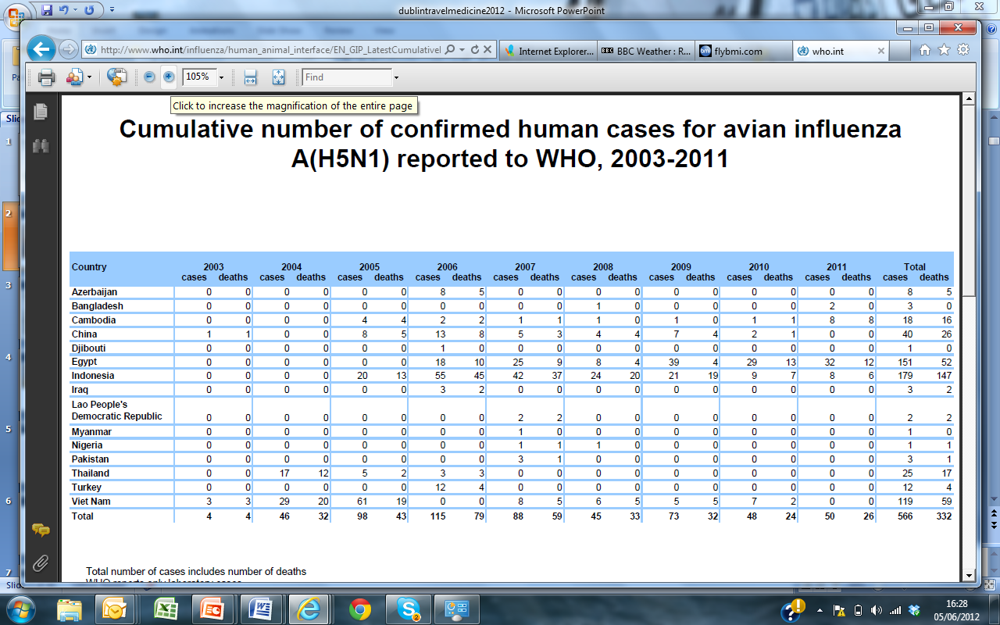 dublintravelmedicine2012 - Microsoft PowerPoint
http://www.who.int/influenza/human_animal_interface/EN_GIP_LatestCumulativeI
Internet Explorer...
BBC Weather : R...
flybmi.com
who.int
105%
Find
Click to increase the magnification of the entire page
Cumulative number of confirmed human cases for avian influenza
A(H5N1) reported to WHO, 2003-2011
Country 2003 2004 2005 2006 2007 2008 2009 2010 2011 Total
cases deaths cases deaths cases deaths cases deaths cases deaths cases deaths cases deaths cases deaths cases deaths cases deaths
Azerbaijan 0 0 0 0 0 0 8 5 0 0 0 0 0 0 0 0 0 0 8 5
Bangladesh 0 0 0 0 0 0 0 0 0 0 1 0 0 0 0 0 2 0 3 0
Cambodia 0 0 0 0 4 4 2 2 1 1 1 0 1 0 1 1 8 8 18 16
China 1 1 0 0 8 5 13 8 5 3 4 4 7 4 2 1 0 0 40 26
Djibouti 0 0 0 0 0 0 1 0 0 0 0 0 0 0 0 0 0 0 1 0
Egypt 0 0 0 0 0 0 18 10 25 9 8 4 39 4 29 13 32 12 151 52
Indonesia 0 0 0 0 20 13 55 45 42 37 24 20 21 19 9 7 8 6 179 147
Iraq 0 0 0 0 0 0 3 2 0 0 0 0 0 0 0 0 0 0 3 2
Lao People's
Democratic Republic 0 0 0 0 0 0 0 0 2 2 0 0 0 0 0 0 0 0 2 2
Myanmar 0 0 0 0 0 0 0 0 1 0 0 0 0 0 0 0 0 0 1 0
Nigeria 0 0 0 0 0 0 0 0 1 1 1 0 0 0 0 0 0 0 1 1
Pakistan 0 0 0 0 0 0 0 0 3 1 0 0 0 0 0 0 0 0 3 1
Thailand 0 0 17 12 5 2 3 3 0 0 0 0 0 0 0 0 0 0 25 17
Turkey 0 0 0 0 0 0 12 4 0 0 0 0 0 0 0 0 0 0 12 4
Viet Nam 3 3 29 20 61 19 0 0 8 5 6 5 5 5 7 2 0 0 119 59
Total 4 4 46 32 98 43 115 79 88 59 45 33 73 32 48 24 50 26 566 332
Total number of cases includes number of deaths
WHO reports only laboratory cases
Slid
1
2
3
4
5
6
7
Slid
16:28
05/06/2012